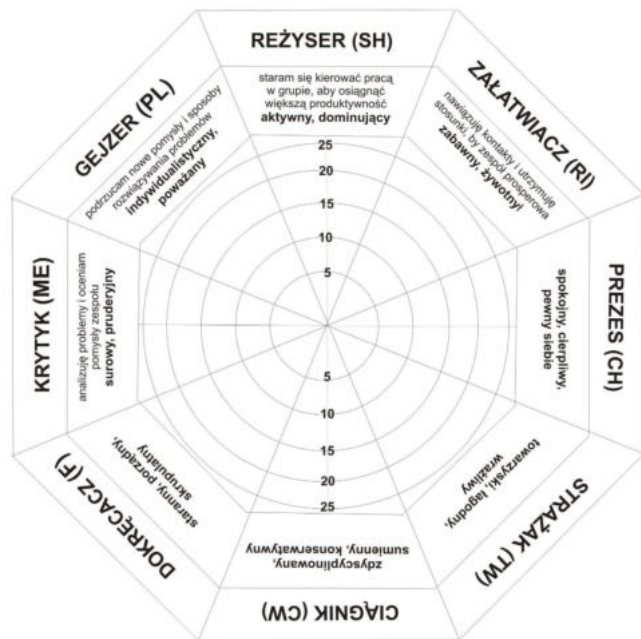 REŻYSER (SH)
staram się kierować pracą
w grupie, aby osiągnąć
większą produktywność
aktywny, dominujący
ZAŁATWIACZ (RI)
nawiązuję kontakty i utrzymuję
stosunki, by zespół prosperowa
zabawny, żywotny!
PREZES (CH)
spokojny, cierpliwy,
pewny siebie
STRAŻAK (TW)
towarzyski, łagodny,
wrażliwy
CIĄGNIK (CW)
zdyscyplinowany,
sumienny, konserwatywny
DOKRĘCACZ (F)
staranny, porządny,
skrupulatny
KRYTYK (ME)
analizuję problemy i oceniam
pomysły zespołu
surowy, pruderyjny
GEJZER (PL)
podrzucam nowe pomysły i sposoby
rozwiązywania problemów
indywidualistyczny,
poważany
25
20
15
10
5
5
10
15
20
25